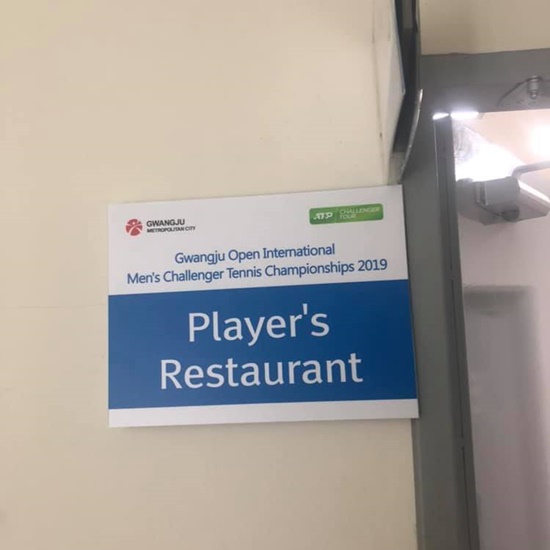 GWANGJU
METROPOLITAN CITY
ATP CHALLENGER
TOUR
Gwangju Open International
Men's Challenger Tennis Championships 2019
Player's
Restaurant